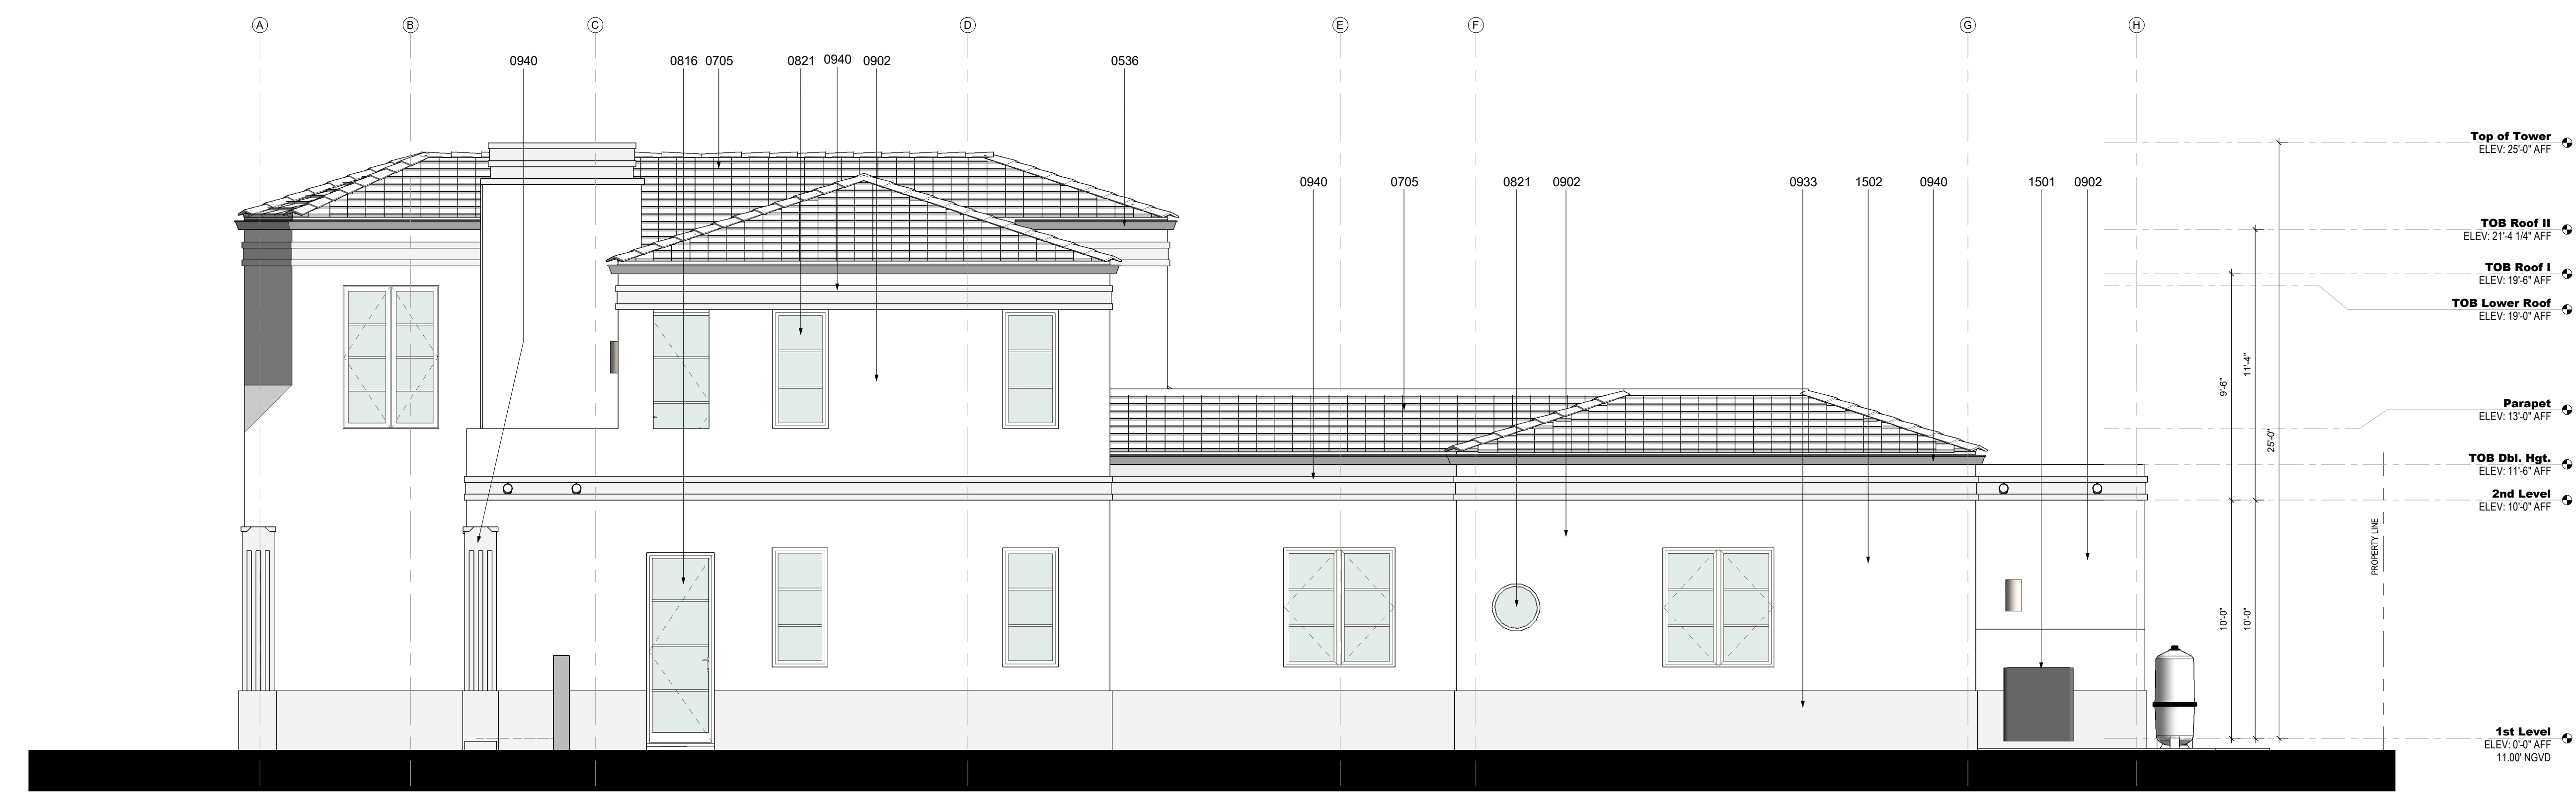 A B C D E F G H
0940 0816 0705 0821 0940 0902 0536
0940 0705 0821 0902 0933 1502 0940 1501 0902
Top of Tower
ELEV: 25'-0" AFF
TOB Roof II
ELEV: 21'-4 1/4" AFF
TOB Roof I
ELEV: 19'-6" AFF
TOB Lower Roof
ELEV: 19'-0" AFF
Parapet
ELEV: 13'-0" AFF
TOB Dbl. Hgt.
ELEV: 11'-6" AFF
2nd Level
ELEV: 10'-0" AFF
1st Level
ELEV: 0'-0" AFF
11.00' NGVD
9'-6"
11'-4"
25'-0"
10'-0"
10'-0"
PROPERTY LINE